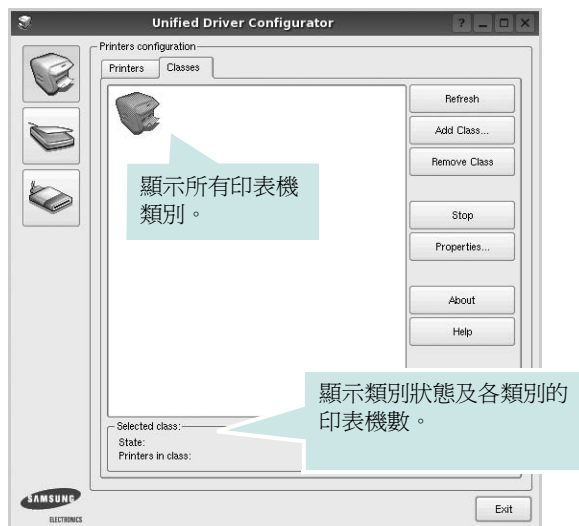 Unified Driver Configurator
Printers configuration
Printers
Classes
Refresh
Add Class...
Remove Class
顯示所有印表機
類別。
Stop
Properties...
About
Help
顯示類別狀態及各類別的
印表機數。
Selected class:
State:
Printers in class:
SAMSUNG
ELECTRONICS
Exit